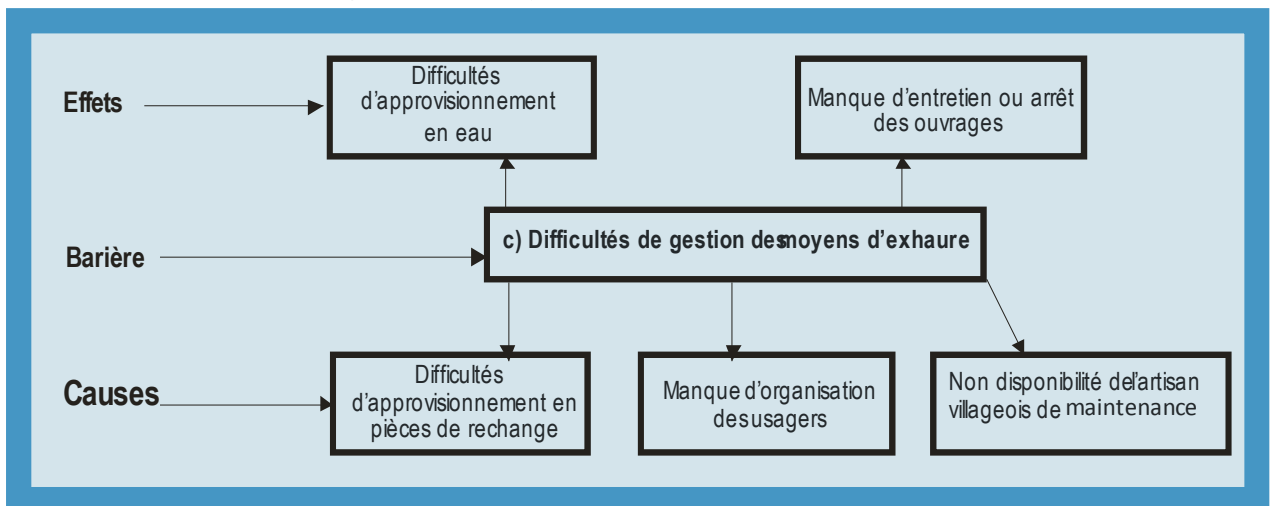 Effets
Difficultés
d'approvisionnement
en eau
Manque d'entretien ou arrêt
des ouvrages
Barière
c) Difficultés de gestion desmoyens d'exhaure
Causes
Difficultés
d'approvisionnement en
pièces de rechange
Manque d'organisation
desusagers
Non disponibilité del'artisan
villageois de maintenance